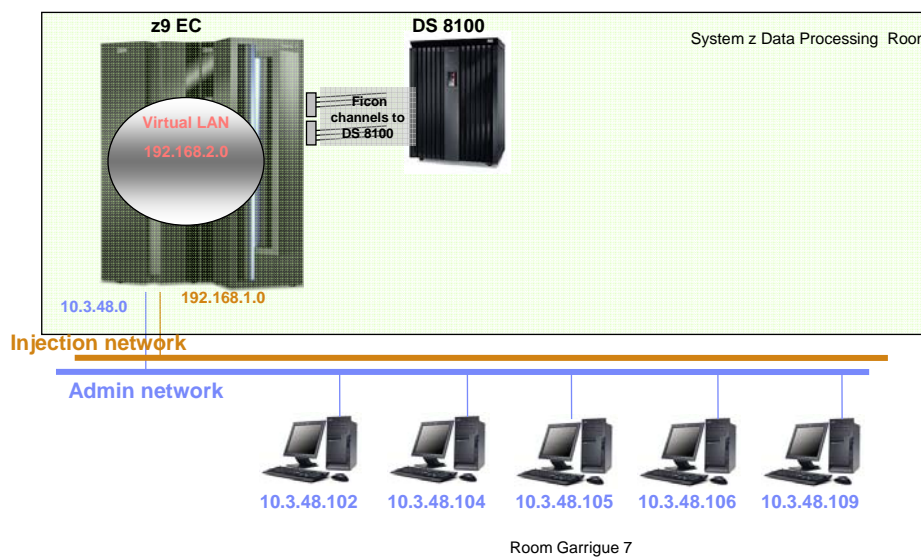 z9 EC
DS 8100
System z Data Processing Room
Ficon
channels to
DS 8100
Virtual LAN
192.168.2.0
192.168.1.0
10.3.48.0
Injection network
Admin network
10.3.48.102
10.3.48.104
10.3.48.105
10.3.48.106
10.3.48.109
Room Garrigue 7